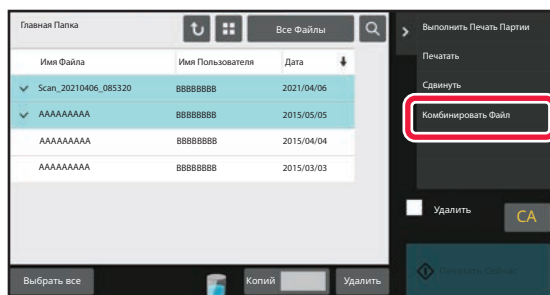 Главная Папка
Все Файлы
Имя Файла Имя Пользователя Дата
Scan_20210406_085320 BBBBBBBB 2021/04/06
AAAAAAAAA BBBBBBBB 2015/05/05
AAAAAAAAA BBBBBBBB 2015/04/04
AAAAAAAAA BBBBBBBB 2015/03/03
Выбрать все
Копий
Удалить
Выполнить Печать Партии
Печатать
Сдвинуть
Комбинировать Файл
Удалить
CA
Печатать Сейчас